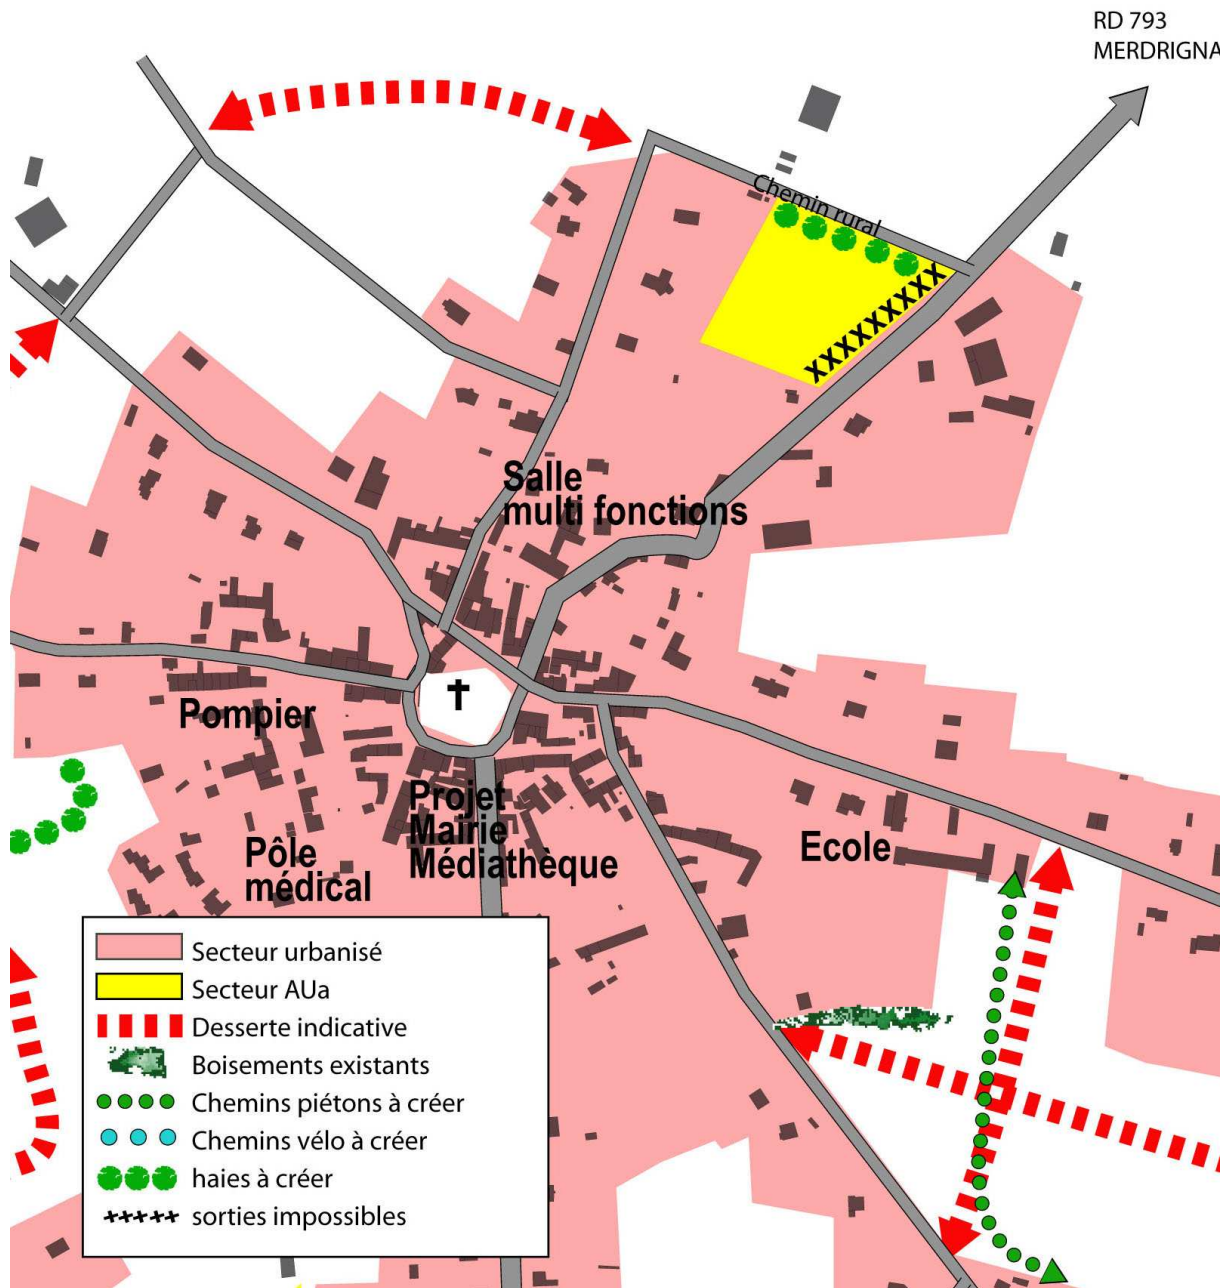 RD 793
MERDRIGNA
Chemin rural
Salle
multi fonctions
Pompier
Projet
Mairie
Médiathèque
Pôle
médical
Ecole
Secteur urbanisé
Secteur AUa
Desserte indicative
Boisements existants
Chemins piétons à créer
Chemins vélo à créer
haies à créer
sorties impossibles